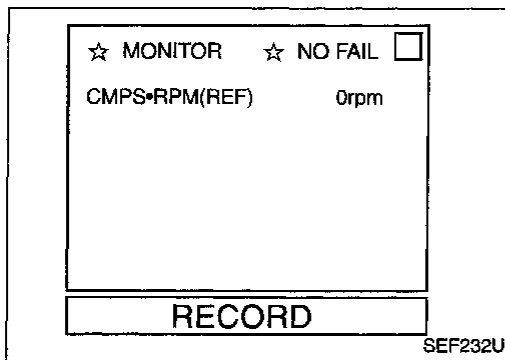 ☆ MONITOR ☆ NO FAIL
CMPS•RPM(REF) 0rpm
RECORD
SEF232U